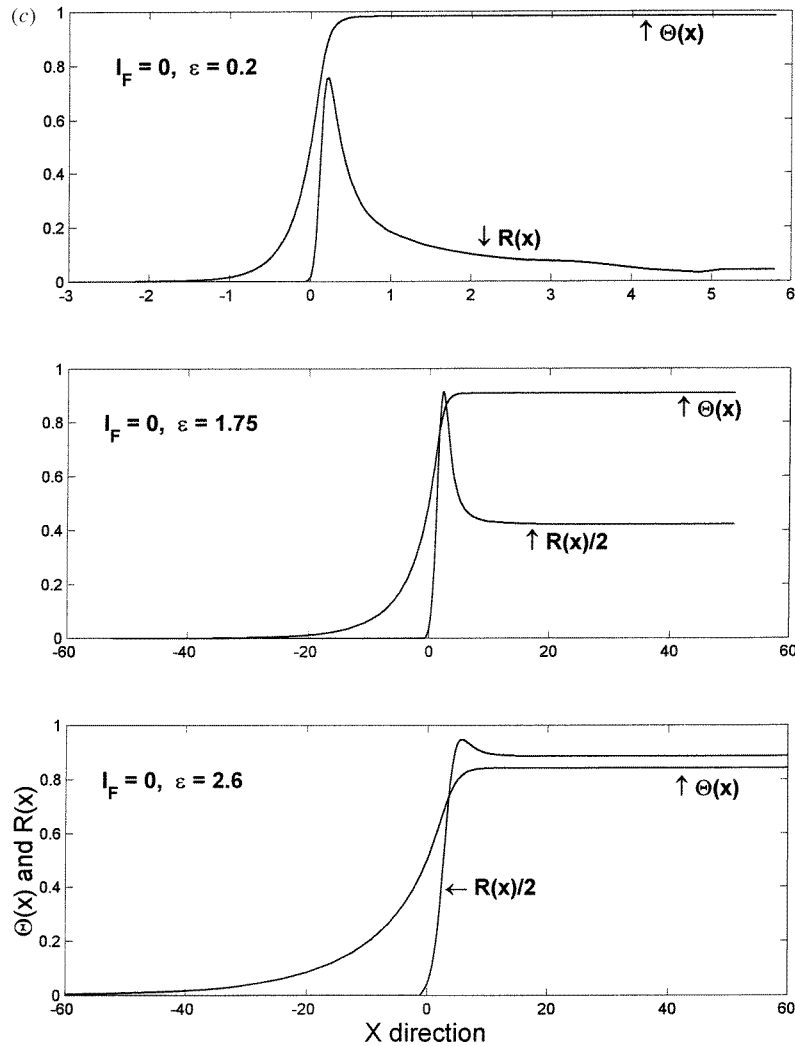 (c)
1
↑ Θ(x)
I_F = 0, ε = 0.2
0.8
0.6
0.4
0.2
↓ R(x)
0
-3 -2 -1 0 1 2 3 4 5 6
1
↑ Θ(x)
I_F = 0, ε = 1.75
0.8
0.6
0.4
↑ R(x)/2
0.2
0
-60 -40 -20 0 20 40 60
1
0.8
I_F = 0, ε = 2.6
↑ Θ(x)
0.6
0.4
← R(x)/2
0.2
0
Θ(x) and R(x)
-60 -40 -20 0 20 40 60
X direction